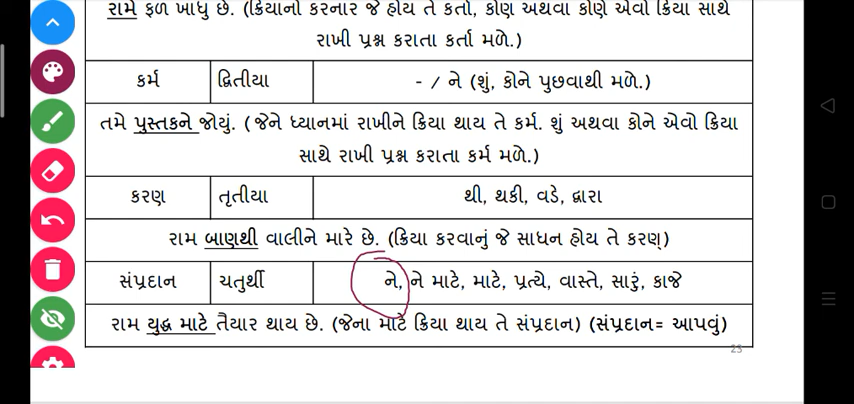 રામે ફળ ખાધુ છે. (ક્રિયાનો કરનાર જે હોય તે કર્તા, કોણ અથવા કોણે એવો ક્રિયા સાથે
રાખી પ્રશ્ન કરાતા કર્તા મળે.)
કર્મ દ્વિતીયા - / ને (શું, કોને પુછવાથી મળે.)
તમે પુસ્તકને જોયું. ( જેને ધ્યાનમાં રાખીને ક્રિયા થાય તે કર્મ. શું અથવા કોને એવો ક્રિયા
સાથે રાખી પ્રશ્ન કરાતા કર્મ મળે.)
કરણ તૃતીયા થી, થકી, વડે, દ્વારા
રામ બાણથી વાલીને મારે છે. (ક્રિયા કરવાનું જે સાધન હોય તે કરણ)
સંપ્રદાન ચતુર્થી ને, ને માટે, માટે, પ્રત્યે, વાસ્તે, સારું, કાજે
રામ યુદ્ધ માટે તૈયાર થાય છે. (જેના માટે ક્રિયા થાય તે સંપ્રદાન) (સંપ્રદાન= આપવું)
23